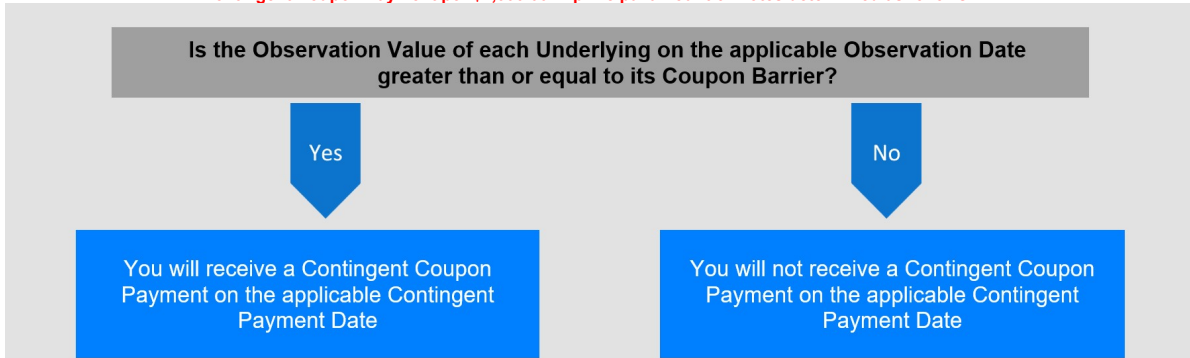 Is the Observation Value of each Underlying on the applicable Observation Date
greater than or equal to its Coupon Barrier?
Yes
No
You will receive a Contingent Coupon
Payment on the applicable Contingent
Payment Date
You will not receive a Contingent Coupon
Payment on the applicable Contingent
Payment Date